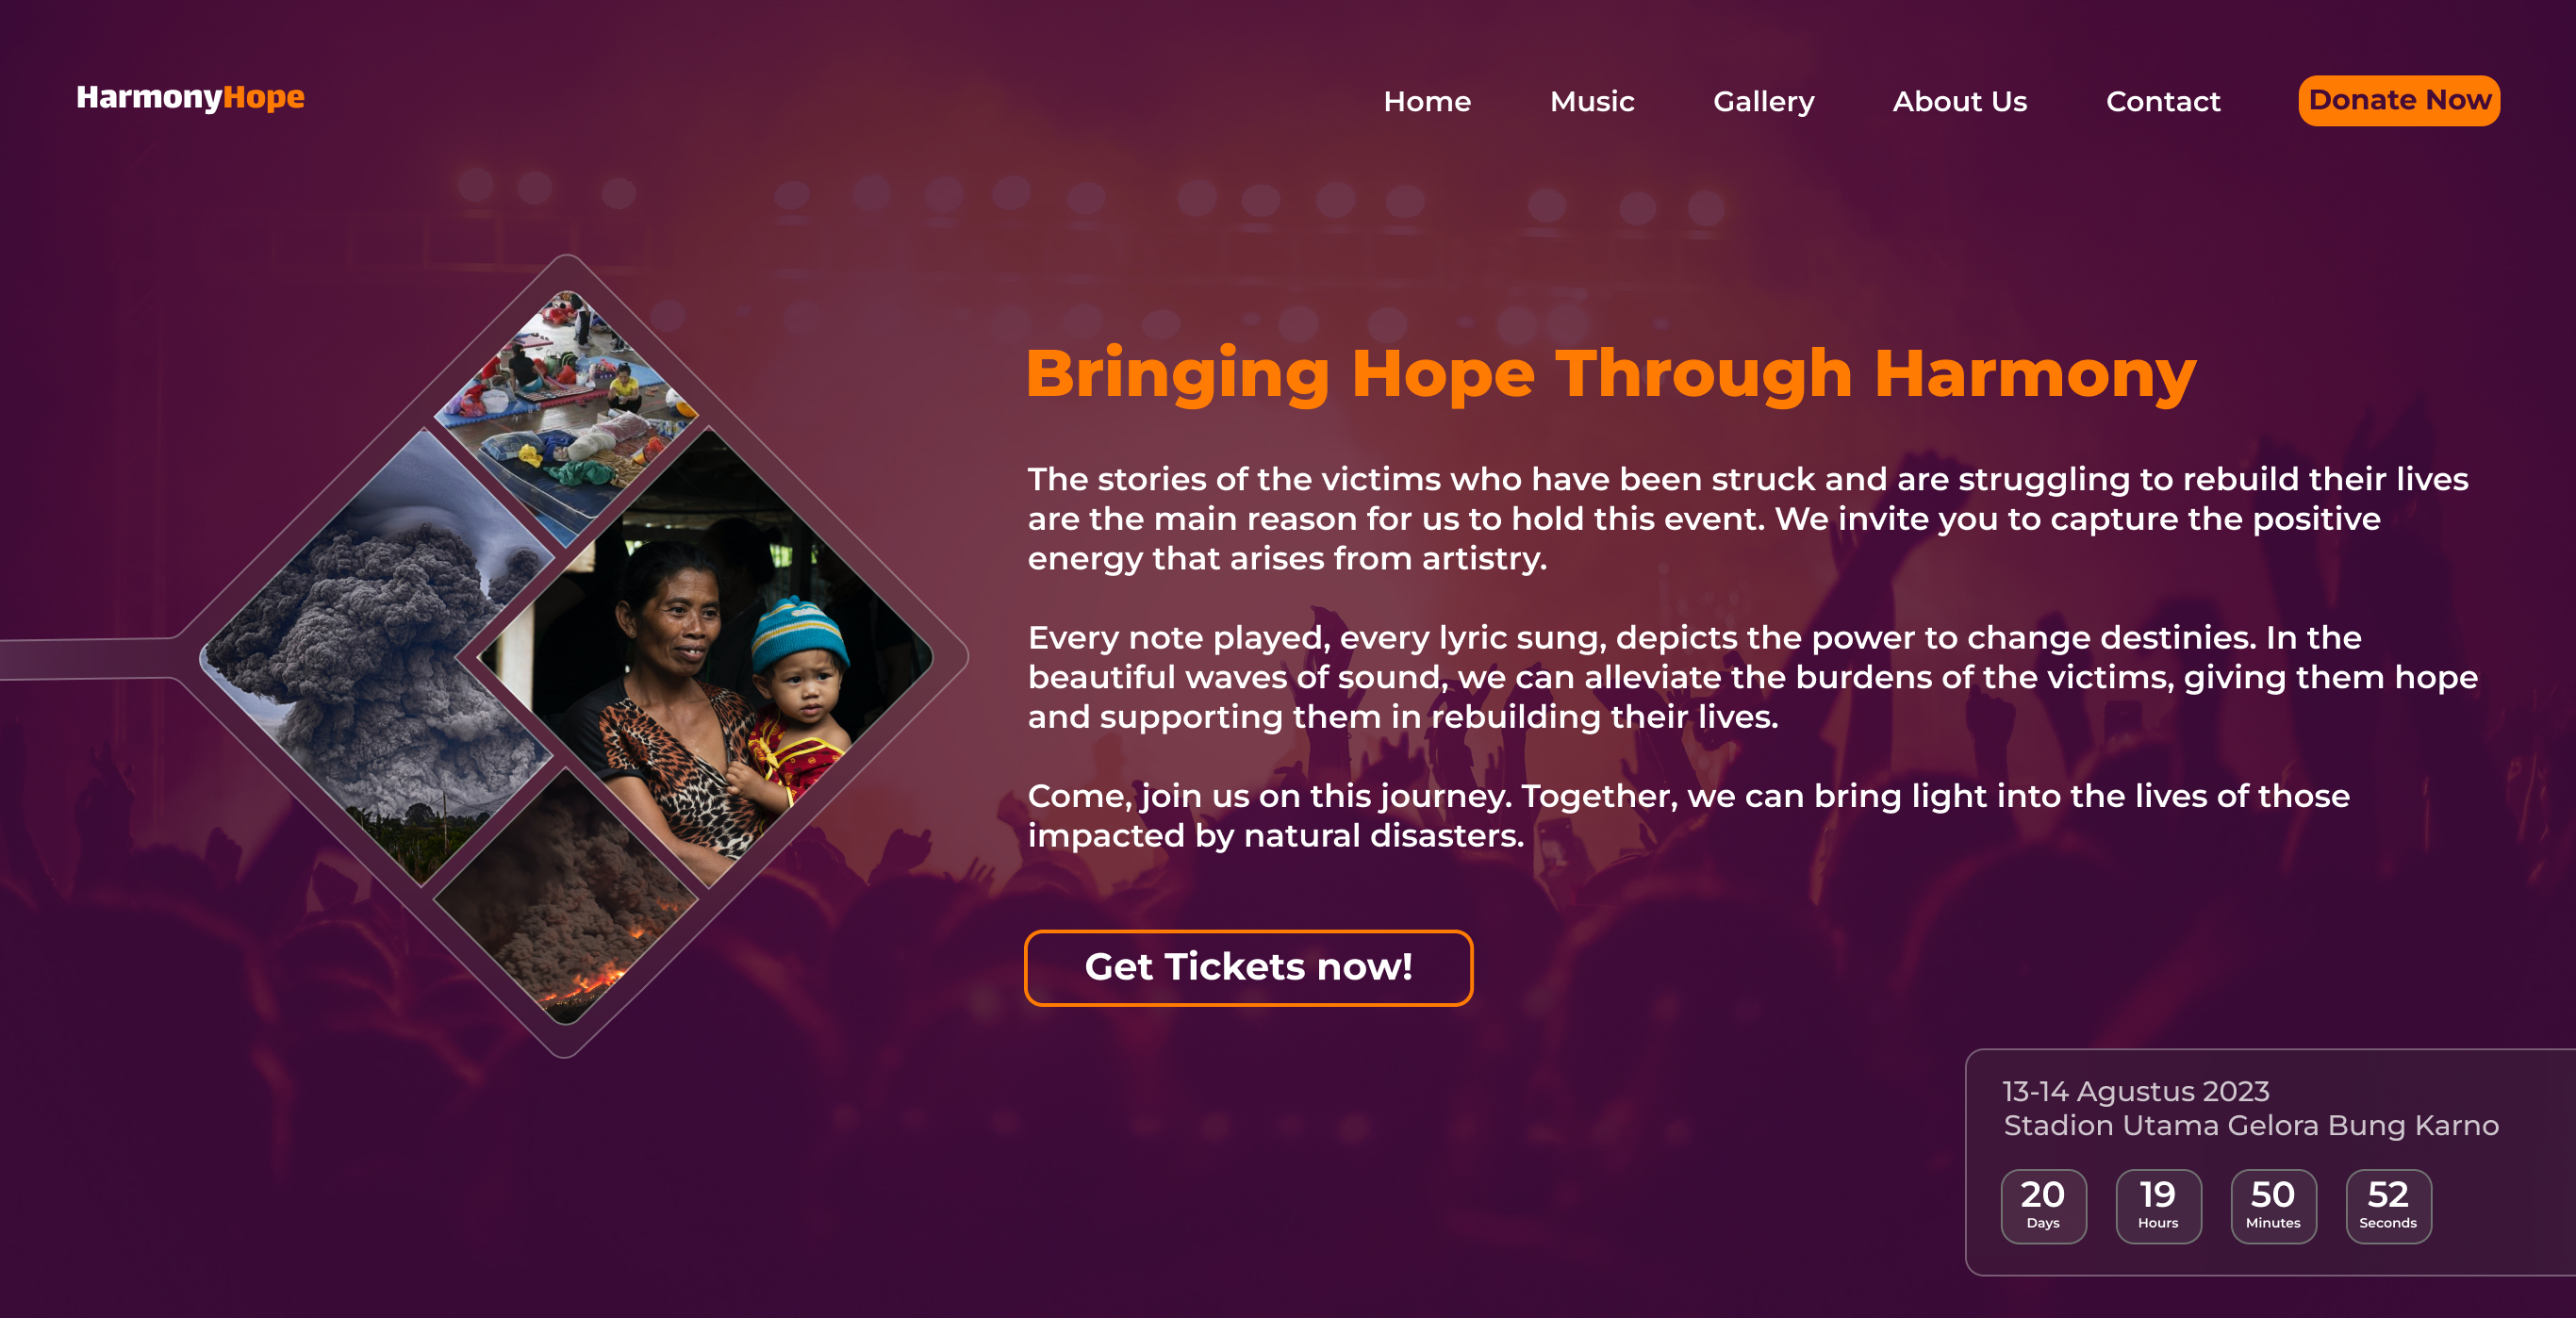 HarmonyHope
Home Music Gallery About Us Contact Donate Now
Bringing Hope Through Harmony
The stories of the victims who have been struck and are struggling to rebuild their lives
are the main reason for us to hold this event. We invite you to capture the positive
energy that arises from artistry.
Every note played, every lyric sung, depicts the power to change destinies. In the
beautiful waves of sound, we can alleviate the burdens of the victims, giving them hope
and supporting them in rebuilding their lives.
Come, join us on this journey. Together, we can bring light into the lives of those
impacted by natural disasters.
Get Tickets now!
13-14 Agustus 2023
Stadion Utama Gelora Bung Karno
20 19 50 52
Days Hours Minutes Seconds